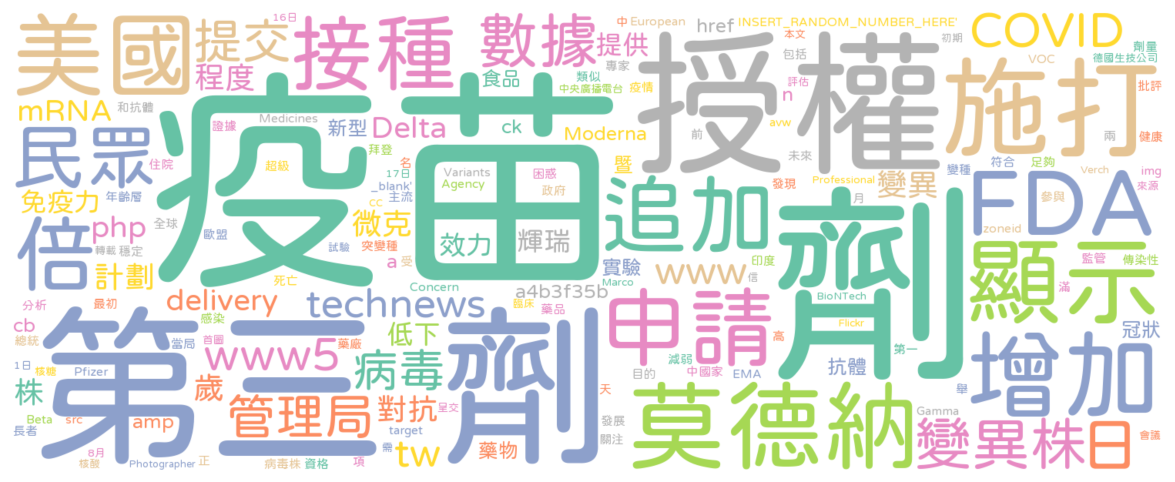 美國
提交
16日
接種
數據
提供
專家
中
European
href
INSERT_RANDOM_NUMBER_HERE'
本文
初期
COVID
劑量
德國生技公司
VOC
程度
食品
類似
中央廣播電台
疫情
包括
評估
n
授權
施打
批評
健康
mRNA
和抗體
證據
Medicines
新型
Delta
ck
Moderna
前
avw
未來
兩
民眾
住院
疫苗
超級
拜登
名
17日
_blank'
主流
Variants
Agency
困惑
政府
暨
發現
Professional
月
變異
變種
符合
足夠
Verch
img
來源
年齡層
免疫力
cc
微克
追加
參與
FDA
zoneid
倍
php
全球
歐盟
試驗
突變種
效力
輝瑞
轉載
穩定
a
受
實驗
www
印度
信
劑
顯示
監管
傳染性
滿
計劃
死亡
Concern
a4b3f35b
Marco
BioNTech
分析
最初
delivery
technews
臨床
藥品
申請
Flickr
高
第一
冠狀
cb
總統
感染
當局
首圖
www5
藥廠
低下
減弱
目的
中國家
EMA
抗體
舉
增加
1日
核糖
Pfizer
第三劑
病毒
天
株
歲
Beta
src
amp
管理局
對抗
呈交
target
發展
莫德納
Gamma
變異株
日
會議
長者
8月
核酸
Photographer
正
病毒株
資格
項
需
tw
藥物
關注